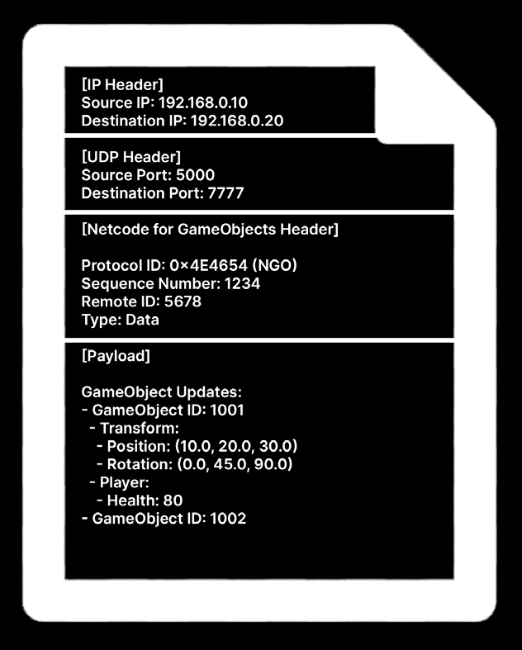 [IP Header]
Source IP: 192.168.0.10
Destination IP: 192.168.0.20
[UDP Header]
Source Port: 5000
Destination Port: 7777
[Netcode for GameObjects Header]
Protocol ID: 0×4E4654 (NGO)
Sequence Number: 1234
Remote ID: 5678
Type: Data
[Payload]
GameObject Updates:
- GameObject ID: 1001
- Transform:
- Position: (10.0, 20.0, 30.0)
- Rotation: (0.0, 45.0, 90.0)
- Player:
- Health: 80
- GameObject ID: 1002